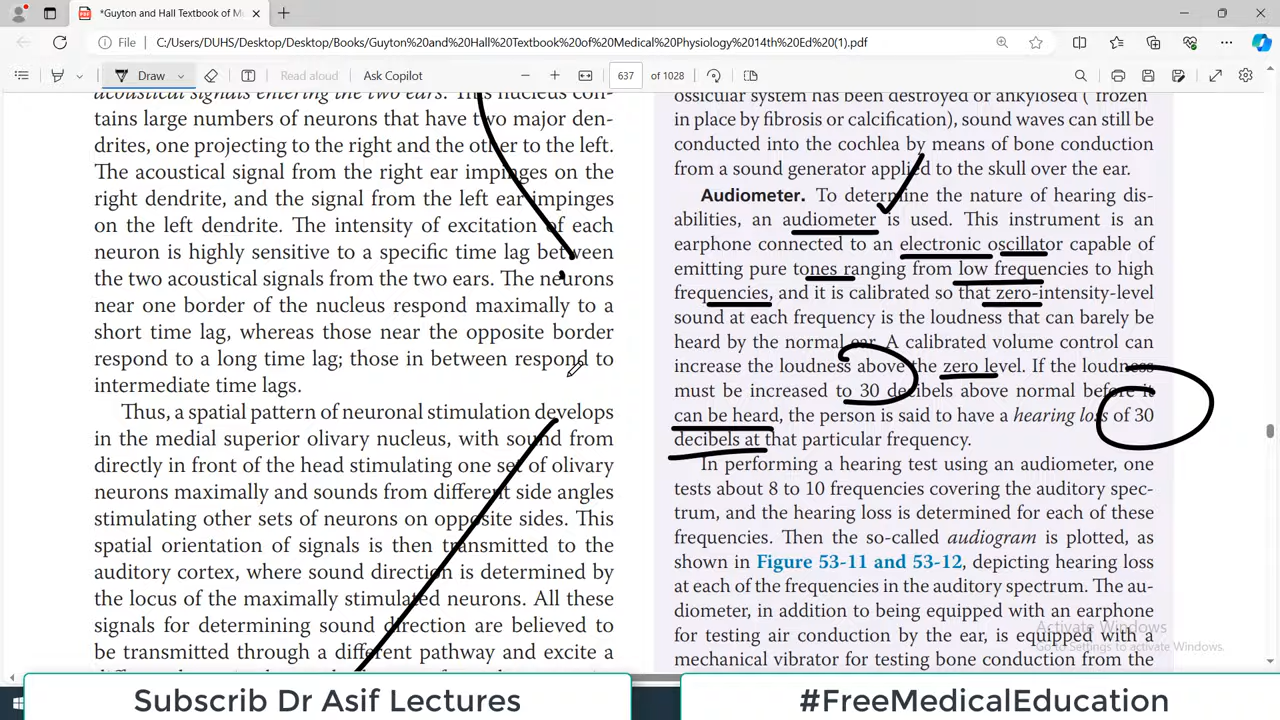 *Guyton and Hall Textbook of Me
File
C:/Users/DUHS/Desktop/Desktop/Books/Guyton%20and%20Hall%20Textbook%20of%20Medical%20Physiology%2014th%20Ed%20(1).pdf
Draw
Read aloud
Ask Copilot
637
of 1028
acoustical signals entering the two ears. This nucleus con-
tains large numbers of neurons that have two major den-
drites, one projecting to the right and the other to the left.
The acoustical signal from the right ear impinges on the
right dendrite, and the signal from the left ear impinges
on the left dendrite. The intensity of excitation of each
neuron is highly sensitive to a specific time lag between
the two acoustical signals from the two ears. The neurons
near one border of the nucleus respond maximally to a
short time lag, whereas those near the opposite border
respond to a long time lag; those in between respond to
intermediate time lags.
Thus, a spatial pattern of neuronal stimulation develops
in the medial superior olivary nucleus, with sound from
directly in front of the head stimulating one set of olivary
neurons maximally and sounds from different side angles
stimulating other sets of neurons on opposite sides. This
spatial orientation of signals is then transmitted to the
auditory cortex, where sound direction is determined by
the locus of the maximally stimulated neurons. All these
signals for determining sound direction are believed to
be transmitted through a different pathway and excite a
ossicular system has been destroyed or ankylosed ("frozen
in place by fibrosis or calcification), sound waves can still be
conducted into the cochlea by means of bone conduction
from a sound generator applied to the skull over the ear.
Audiometer. To determine the nature of hearing dis-
abilities, an audiometer is used. This instrument is an
earphone connected to an electronic oscillator capable of
emitting pure tones ranging from low frequencies to high
frequencies, and it is calibrated so that zero-intensity-level
sound at each frequency is the loudness that can barely be
heard by the normal ear. A calibrated volume control can
increase the loudness above the zero level. If the loudness
must be increased to 30 decibels above normal before it
can be heard, the person is said to have a hearing loss of 30
decibels at that particular frequency.
In performing a hearing test using an audiometer, one
tests about 8 to 10 frequencies covering the auditory spec-
trum, and the hearing loss is determined for each of these
frequencies. Then the so-called audiogram is plotted, as
shown in Figure 53-11 and 53-12, depicting hearing loss
at each of the frequencies in the auditory spectrum. The au-
diometer, in addition to being equipped with an earphone
for testing air conduction by the ear, is equipped with a
mechanical vibrator for testing bone conduction from the
Activate Windows
Go to Settings to activate Windows.
Subscrib Dr Asif Lectures
#FreeMedicalEducation